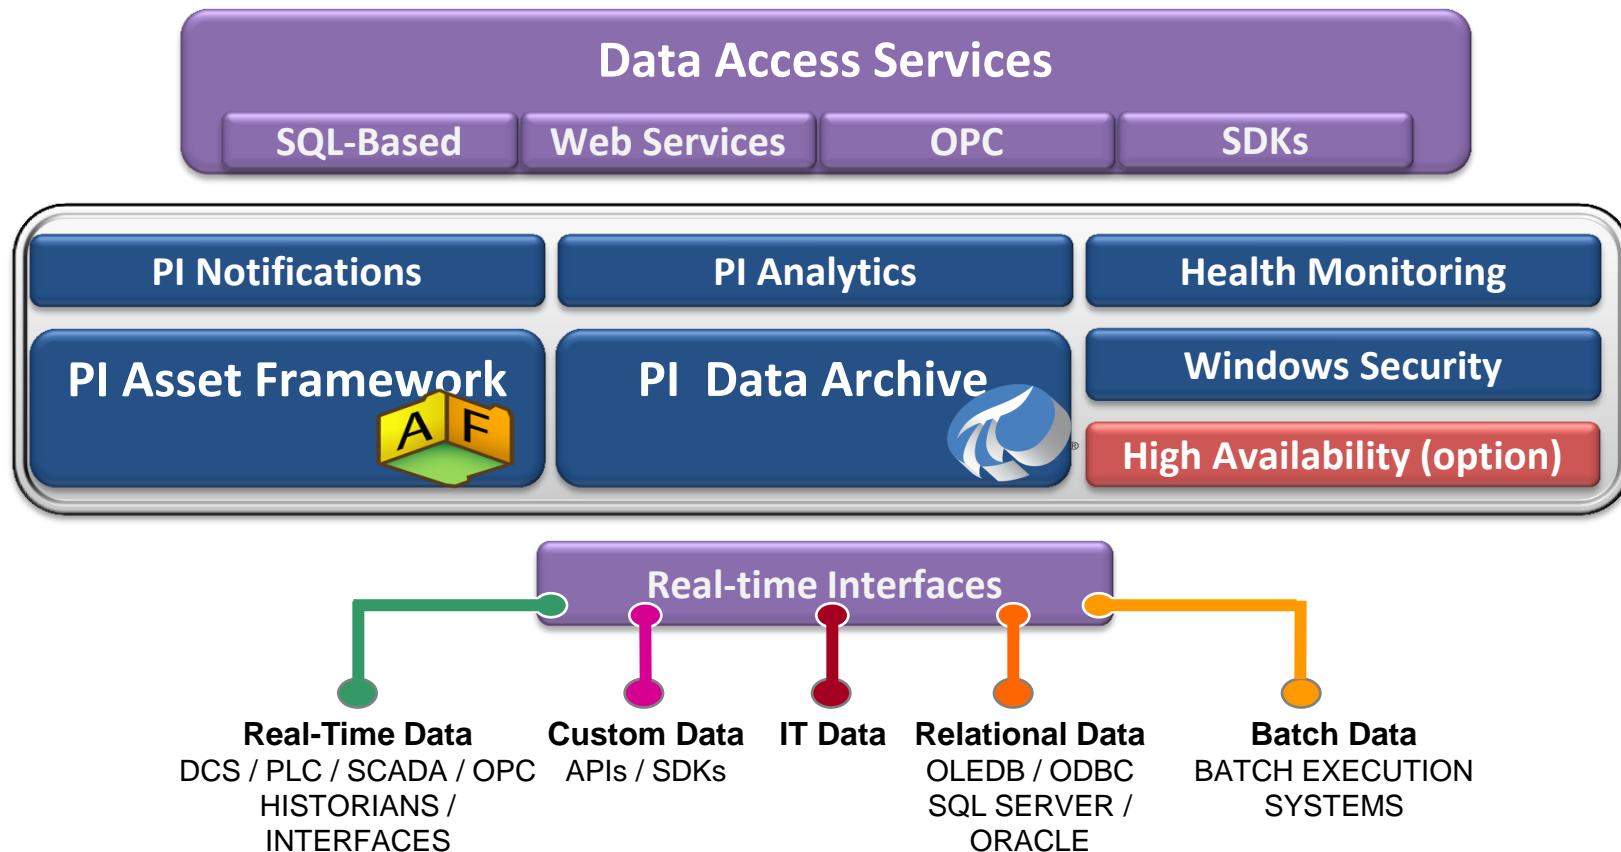 Data Access Services
SQL-Based
Web Services
OPC
SDKs
PI Notifications
PI Analytics
Health Monitoring
PI Asset Framework
A F
PI Data Archive
®
Windows Security
High Availability (option)
Real-time Interfaces
Real-Time Data
DCS / PLC / SCADA / OPC
HISTORIANS /
INTERFACES
Custom Data
APIs / SDKs
IT Data
Relational Data
OLEDB / ODBC
SQL SERVER /
ORACLE
Batch Data
BATCH EXECUTION
SYSTEMS